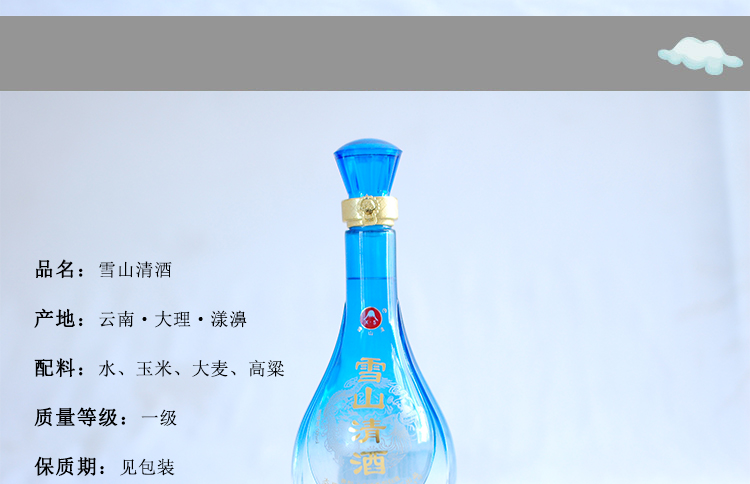 品名：雪山清酒
产地：云南·大理·漾濞
配料：水、玉米、大麦、高粱
质量等级：一级
保质期：见包装
雪山清酒